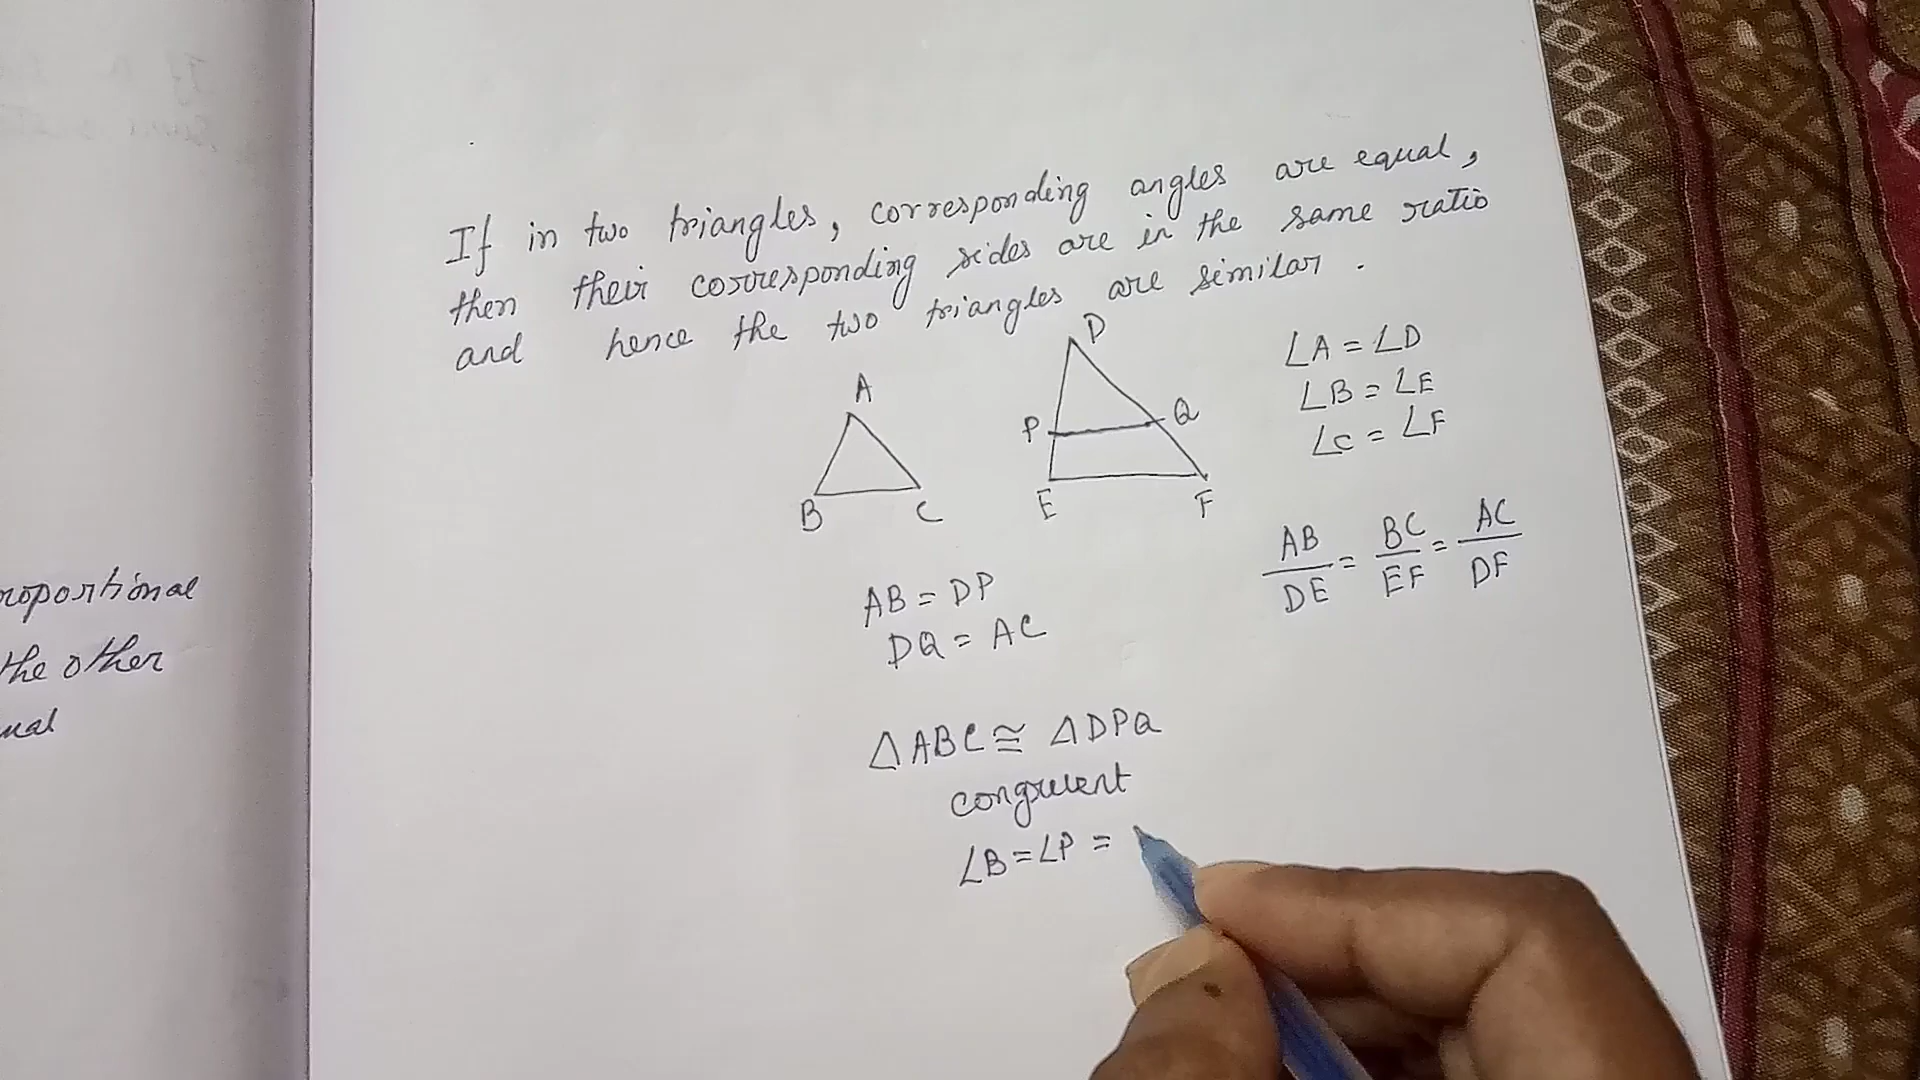 roportional
the other
If in two triangles, corresponding angles are equal,
then their corresponding sides are in the same ratio
and hence the two triangles are similar.
A
B
C
D
P
Q
E
F
∠A = ∠D
∠B = ∠E
∠C = ∠F
AB/DE = BC/EF = AC/DF
AB = DP
DQ = AC
△ABC ≅ △DPQ
congruent
∠B = ∠P =